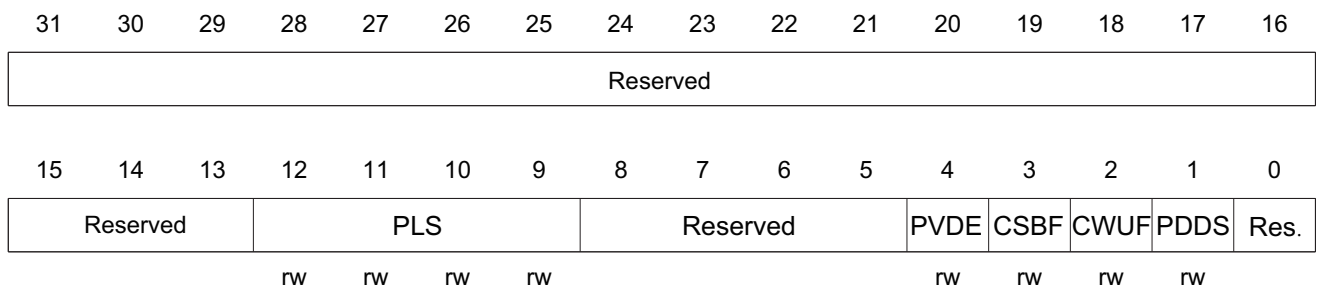 31 30 29 28 27 26 25 24 23 22 21 20 19 18 17 16
Reserved
15 14 13 12 11 10 9 8 7 6 5 4 3 2 1 0
Reserved PLS Reserved PVDE CSBF CWUF PDDS Res.
rw rw rw rw rw rw rw rw